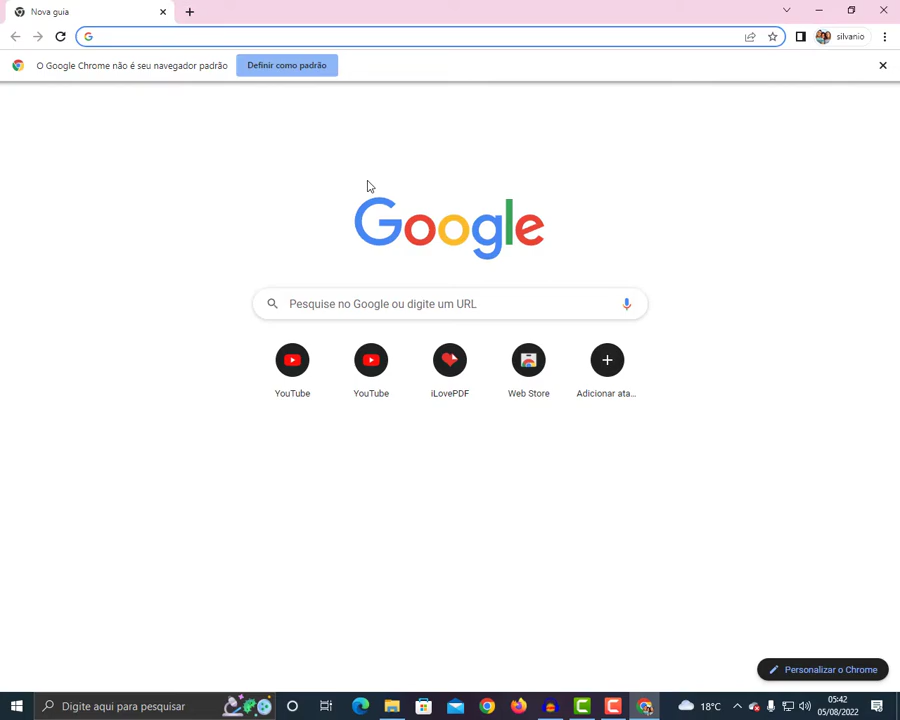 Nova guia
silvanio
O Google Chrome não é seu navegador padrão
Definir como padrão
Google
Pesquise no Google ou digite um URL
YouTube
YouTube
iLovePDF
Web Store
Adicionar ata...
Personalizar o Chrome
Digite aqui para pesquisar
18°C
05:42
05/08/2022